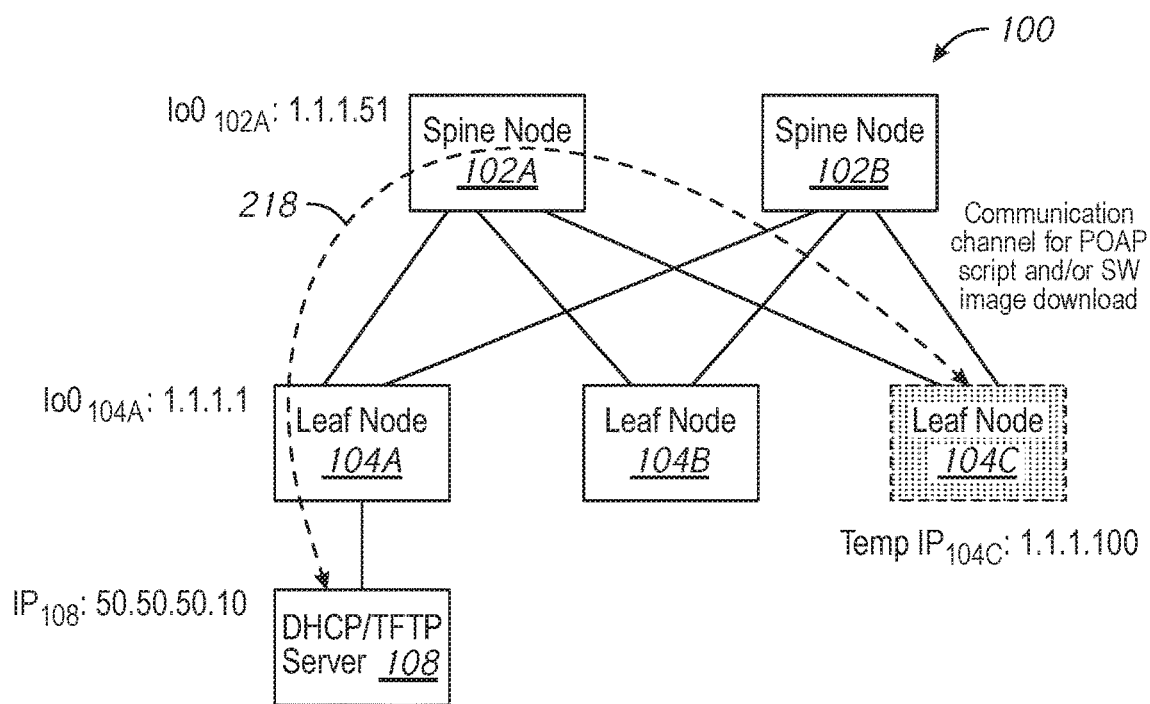 100
lo0 102A: 1.1.1.51
Spine Node
102A
Spine Node
102B
218
Communication
channel for POAP
script and/or SW
image download
lo0 104A: 1.1.1.1
Leaf Node
104A
Leaf Node
104B
Leaf Node
104C
Temp IP104C: 1.1.1.100
IP108: 50.50.50.10
DHCP/TFTP
Server 108